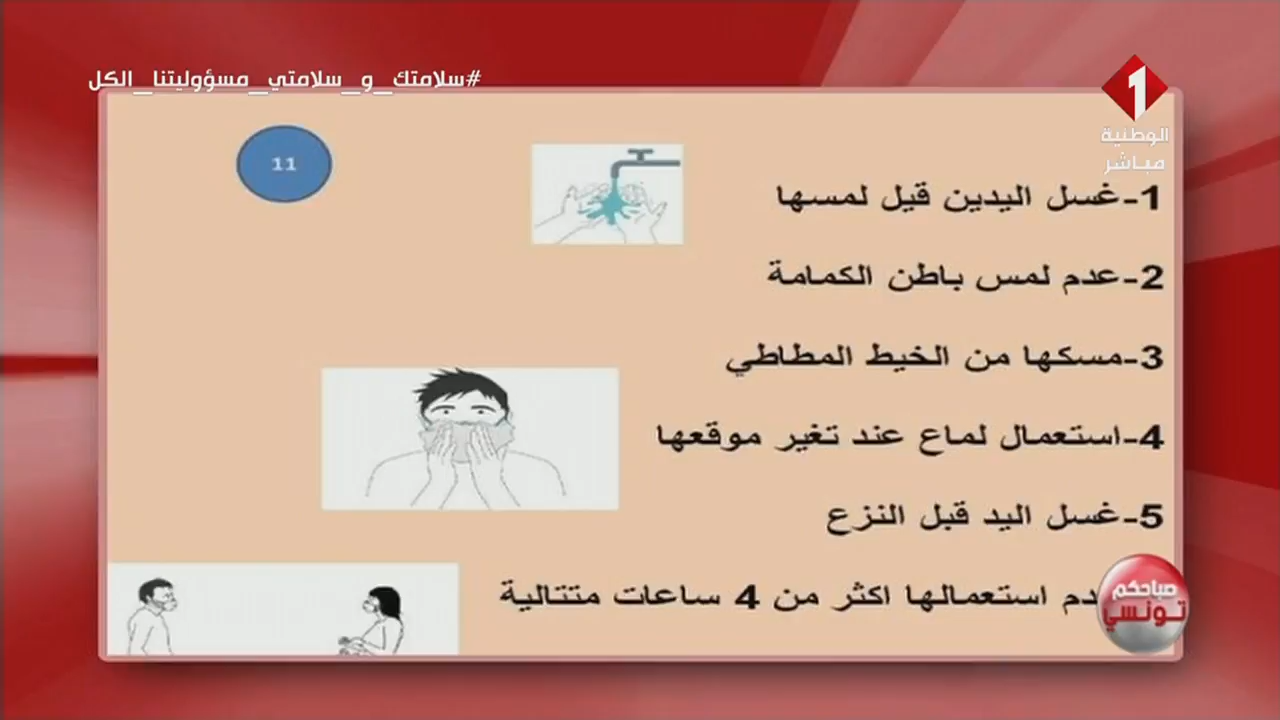 #سلامتك_و_سلامتي_مسؤوليتنا_الكل
1
الوطنية
مباشر
11
1-غسل اليدين قيل لمسها
2-عدم لمس باطن الكمامة
3-مسكها من الخيط المطاطي
4-استعمال لماع عند تغير موقعها
5-غسل اليد قبل النزع
دم استعمالها اكثر من 4 ساعات متتالية
صباحكم
تونسي